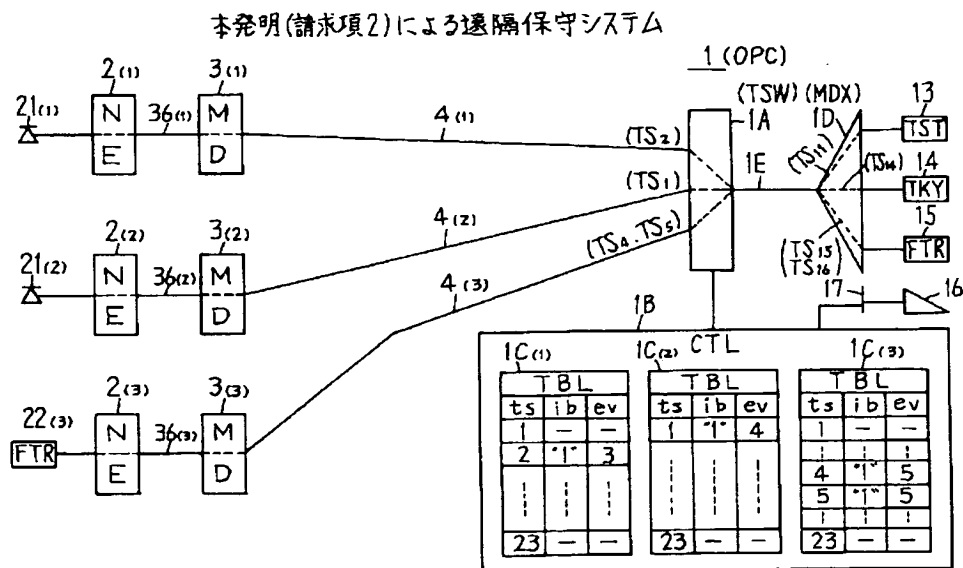 本発明(請求項2)による遠隔保守システム
1 (OPC)
2(1) 3(1) (TSW) (MDX) 13
21(1) N E 36(1) M D 4(1) (TS2) 1A 1D TST
(TS11) (TS14) 14
(TS1) 1E TKY
2(2) 3(2) 4(2) 15
(TS4・TS5) FTR
21(2) N E 36(2) M D (TS15 TS16)
4(3) 17 16
1B
CTL
2(3) 3(3) 1C(1) 1C(2) 1C(3)
22(3) TBL TBL TBL
FTR N E 36(3) M D ts ib ev ts ib ev ts ib ev
1 — — 1 "1" 4 1 — —
2 "1" 3
4 "1" 5
5 "1" 5
23 — — 23 — — 23 — —